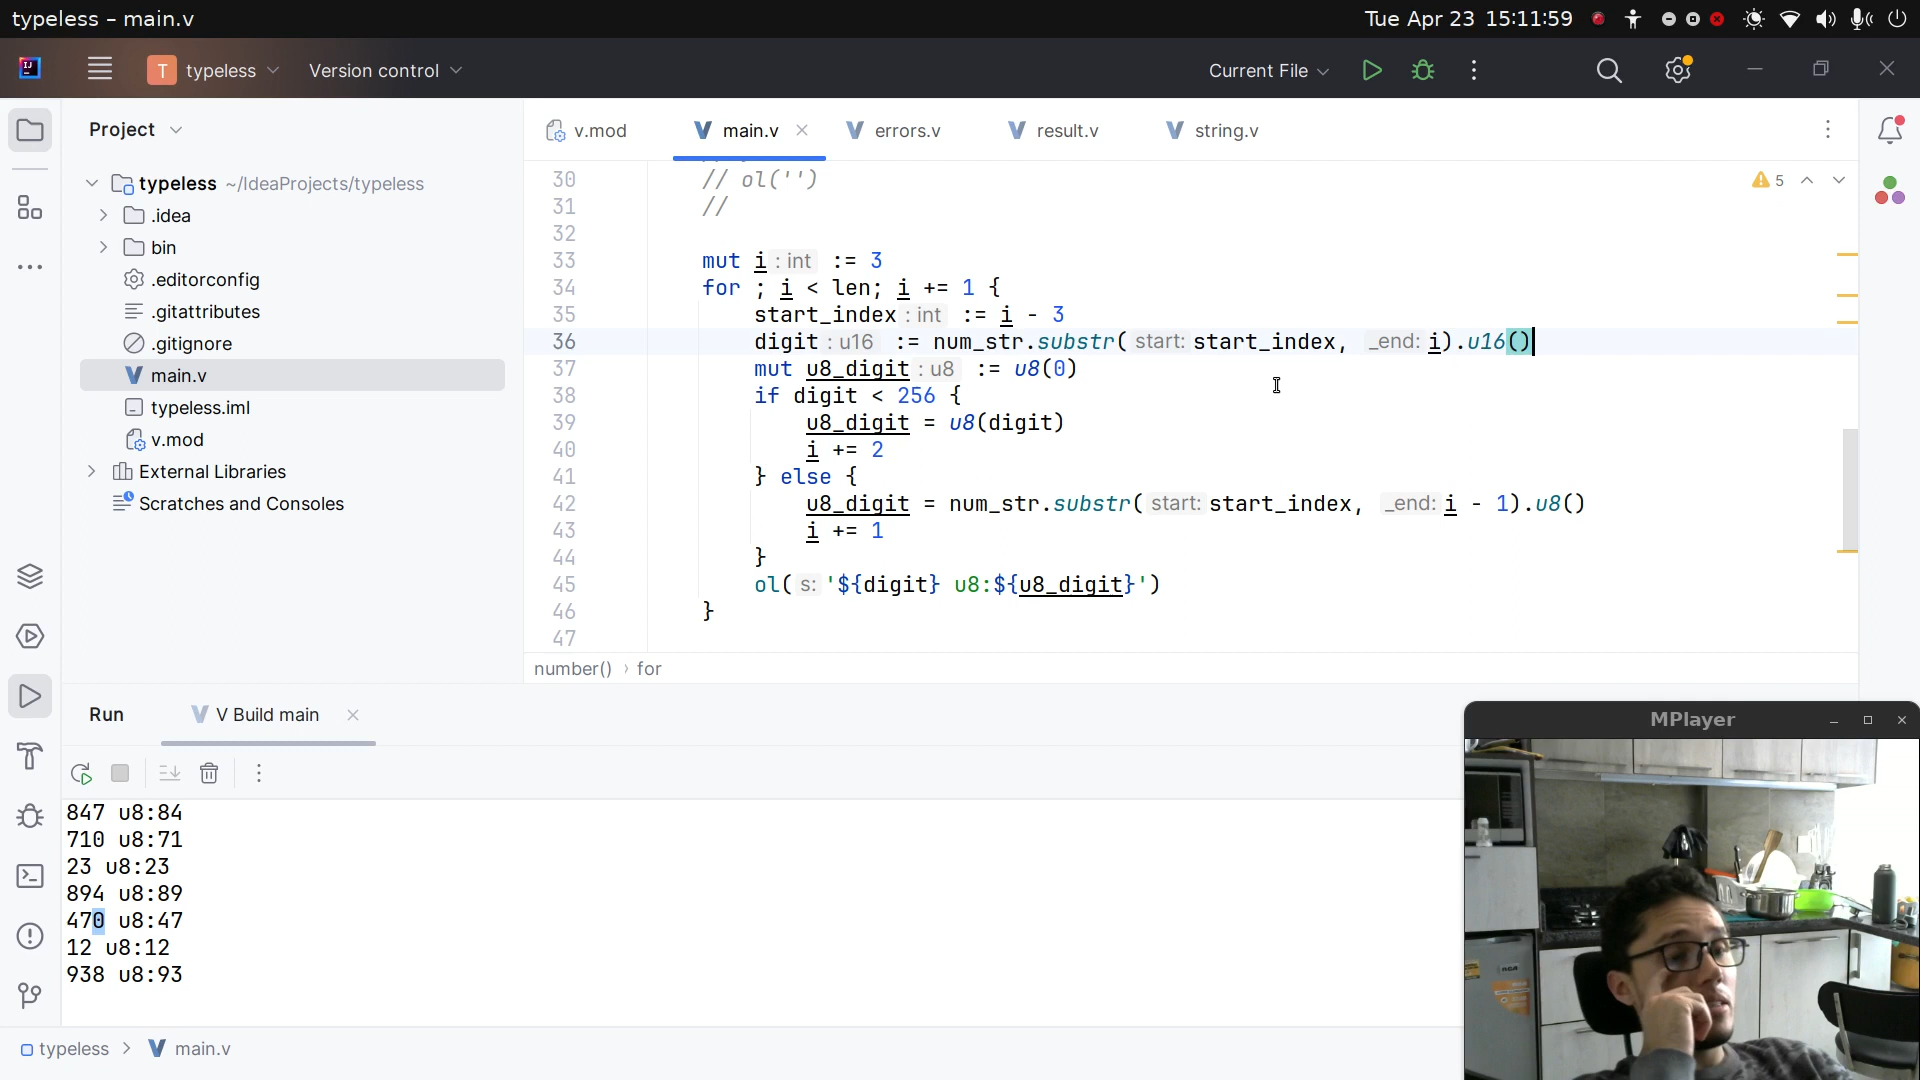 typeless – main.v
Tue Apr 23 15:11:59
IJ
T typeless
Version control
Current File
Project
v.mod
main.v
errors.v
result.v
string.v
typeless ~/IdeaProjects/typeless
.idea
bin
.editorconfig
.gitattributes
.gitignore
main.v
typeless.iml
v.mod
External Libraries
Scratches and Consoles
5
30 // ol('')
31 //
32
33 mut i : int := 3
34 for ; i < len; i += 1 {
35 start_index : int := i - 3
36 digit : u16 := num_str.substr( start: start_index, _end: i).u16()
37 mut u8_digit : u8 := u8(0)
38 if digit < 256 {
39 u8_digit = u8(digit)
40 i += 2
41 } else {
42 u8_digit = num_str.substr( start: start_index, _end: i - 1).u8()
43 i += 1
44 }
45 ol( s: '${digit} u8:${u8_digit}')
46 }
47
number() › for
Run
V Build main
847 u8:84
710 u8:71
23 u8:23
894 u8:89
470 u8:47
12 u8:12
938 u8:93
MPlayer
typeless
main.v